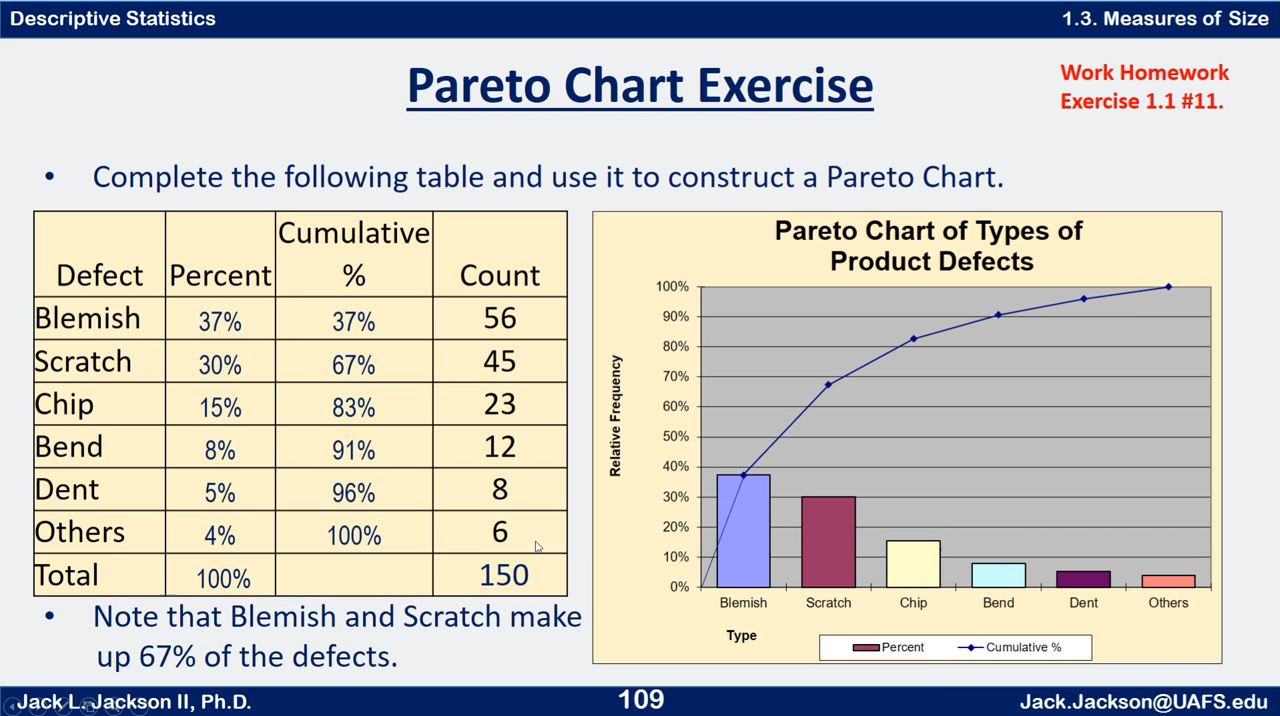 Descriptive Statistics
1.3. Measures of Size
Pareto Chart Exercise
Work Homework
Exercise 1.1 #11.
• Complete the following table and use it to construct a Pareto Chart.
Defect Percent Cumulative % Count
Blemish 37% 37% 56
Scratch 30% 67% 45
Chip 15% 83% 23
Bend 8% 91% 12
Dent 5% 96% 8
Others 4% 100% 6
Total 100% 150
• Note that Blemish and Scratch make
up 67% of the defects.
Pareto Chart of Types of
Product Defects
Relative Frequency
100%
90%
80%
70%
60%
50%
40%
30%
20%
10%
0%
Blemish Scratch Chip Bend Dent Others
Type
Percent Cumulative %
Jack L. Jackson II, Ph.D.
109
Jack.Jackson@UAFS.edu